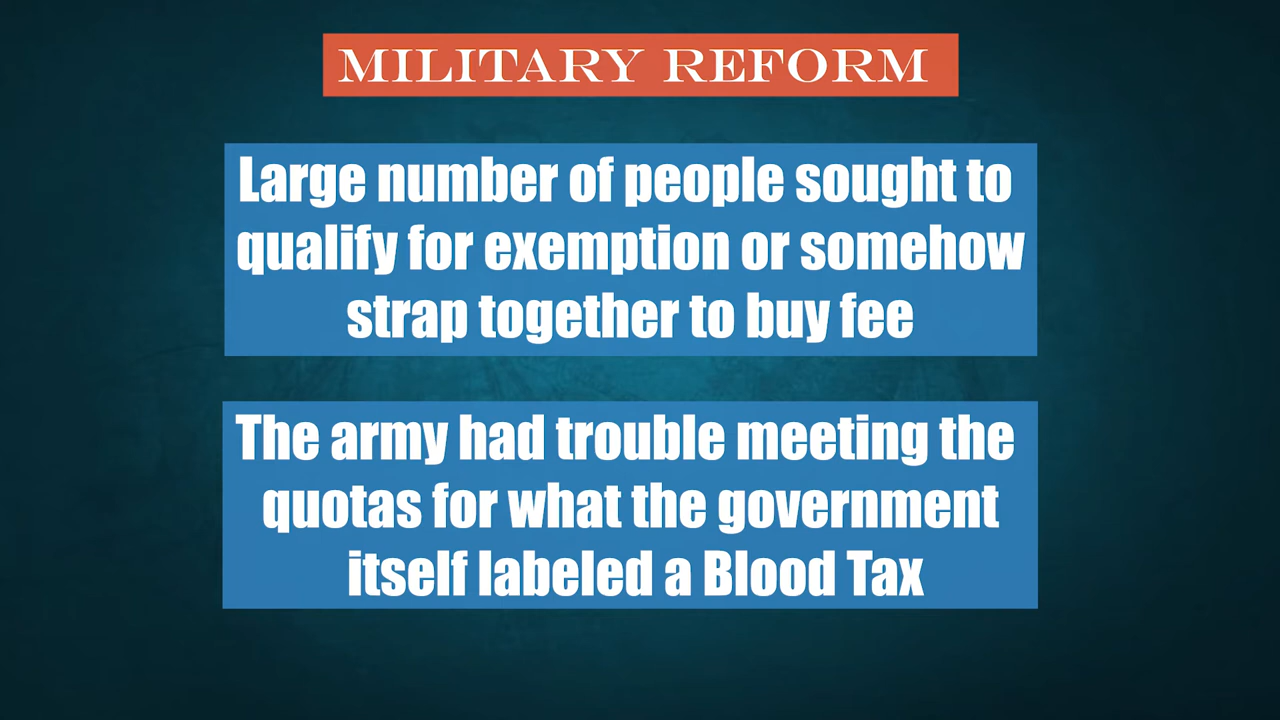 MILITARY REFORM
Large number of people sought to
qualify for exemption or somehow
strap together to buy fee
The army had trouble meeting the
quotas for what the government
itself labeled a Blood Tax